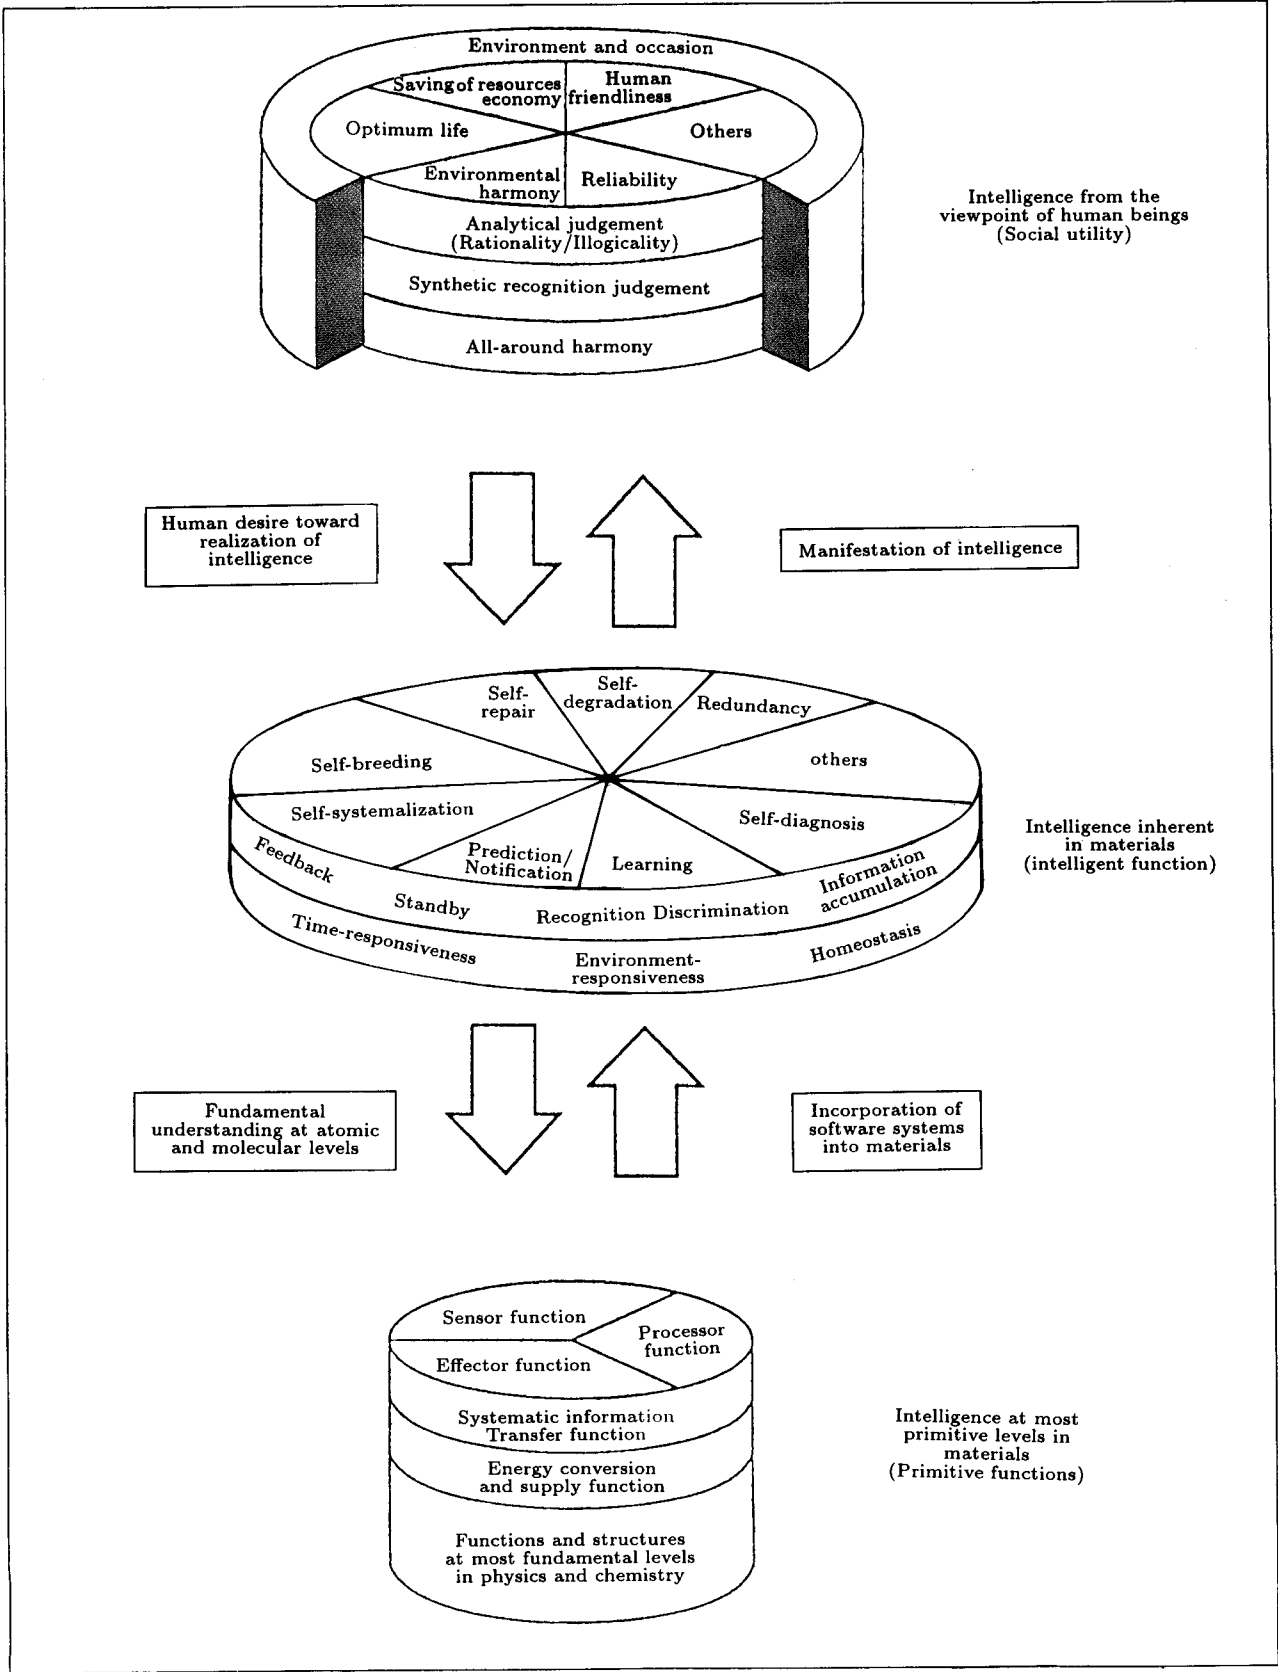 Environment and occasion
Saving of resources
economy
Human
friendliness
Optimum life
Others
Environmental
harmony
Reliability
Analytical judgement
(Rationality/Illogicality)
Synthetic recognition judgement
All-around harmony
Intelligence from the
viewpoint of human beings
(Social utility)
Human desire toward
realization of
intelligence
Manifestation of intelligence
Self-
repair
Self-
degradation
Redundancy
Self-breeding
others
Self-systemalization
Self-diagnosis
Prediction/
Notification
Learning
Feedback
Standby
Recognition Discrimination
Information
accumulation
Time-responsiveness
Environment-
responsiveness
Homeostasis
Intelligence inherent
in materials
(intelligent function)
Fundamental
understanding at atomic
and molecular levels
Incorporation of
software systems
into materials
Sensor function
Processor
function
Effector function
Systematic information
Transfer function
Energy conversion
and supply function
Functions and structures
at most fundamental levels
in physics and chemistry
Intelligence at most
primitive levels in
materials
(Primitive functions)